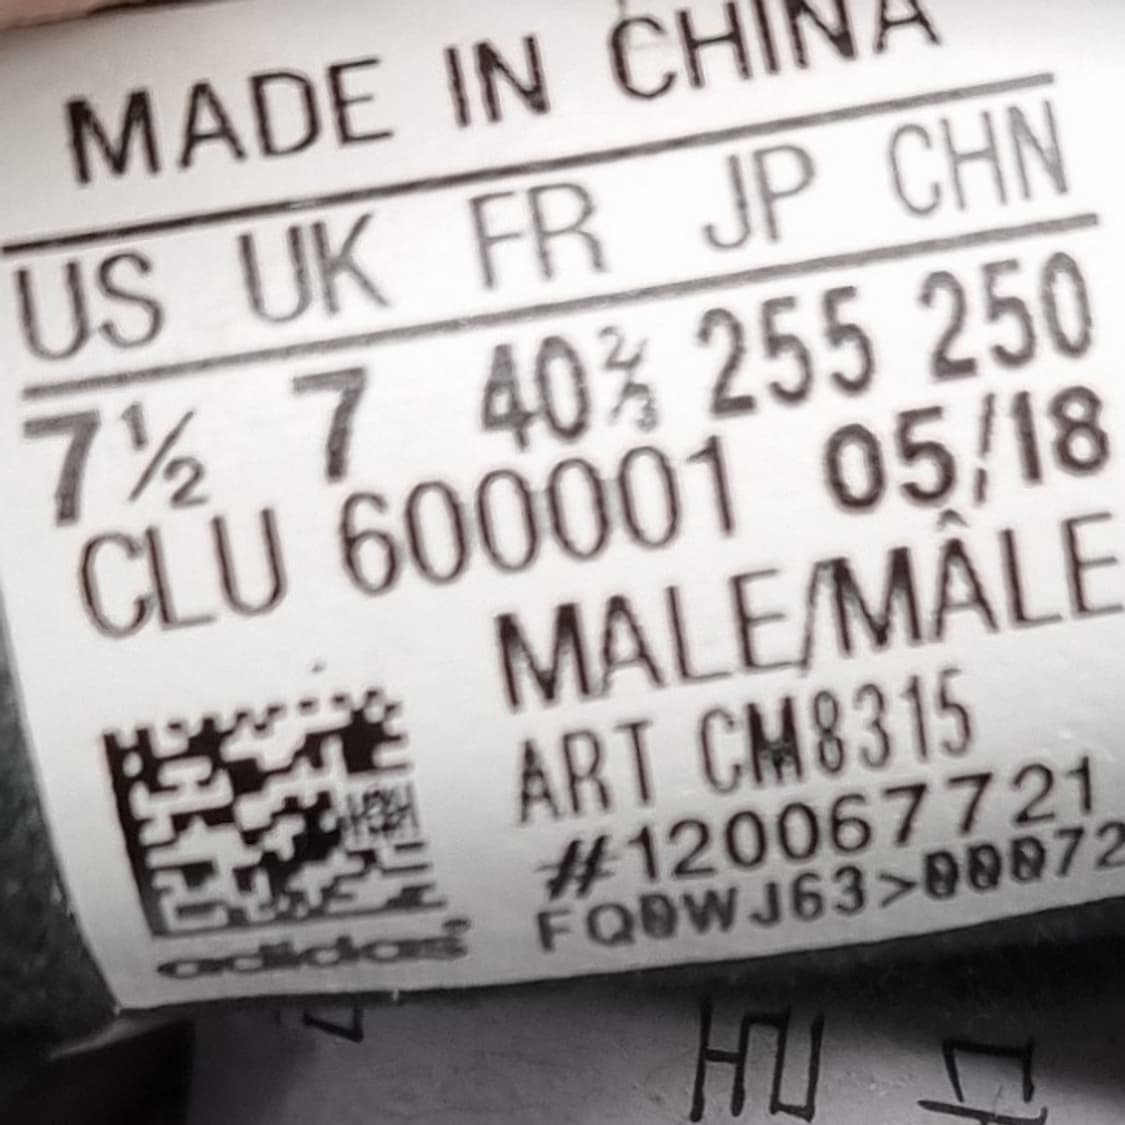 MADE IN CHINA
US UK FR JP CHN
7½ 7 40⅔ 255 250
CLU 600001 05/18
MALE/MÂLE
ART CM8315
#120067721
FQ0WJ63>00072
adidas